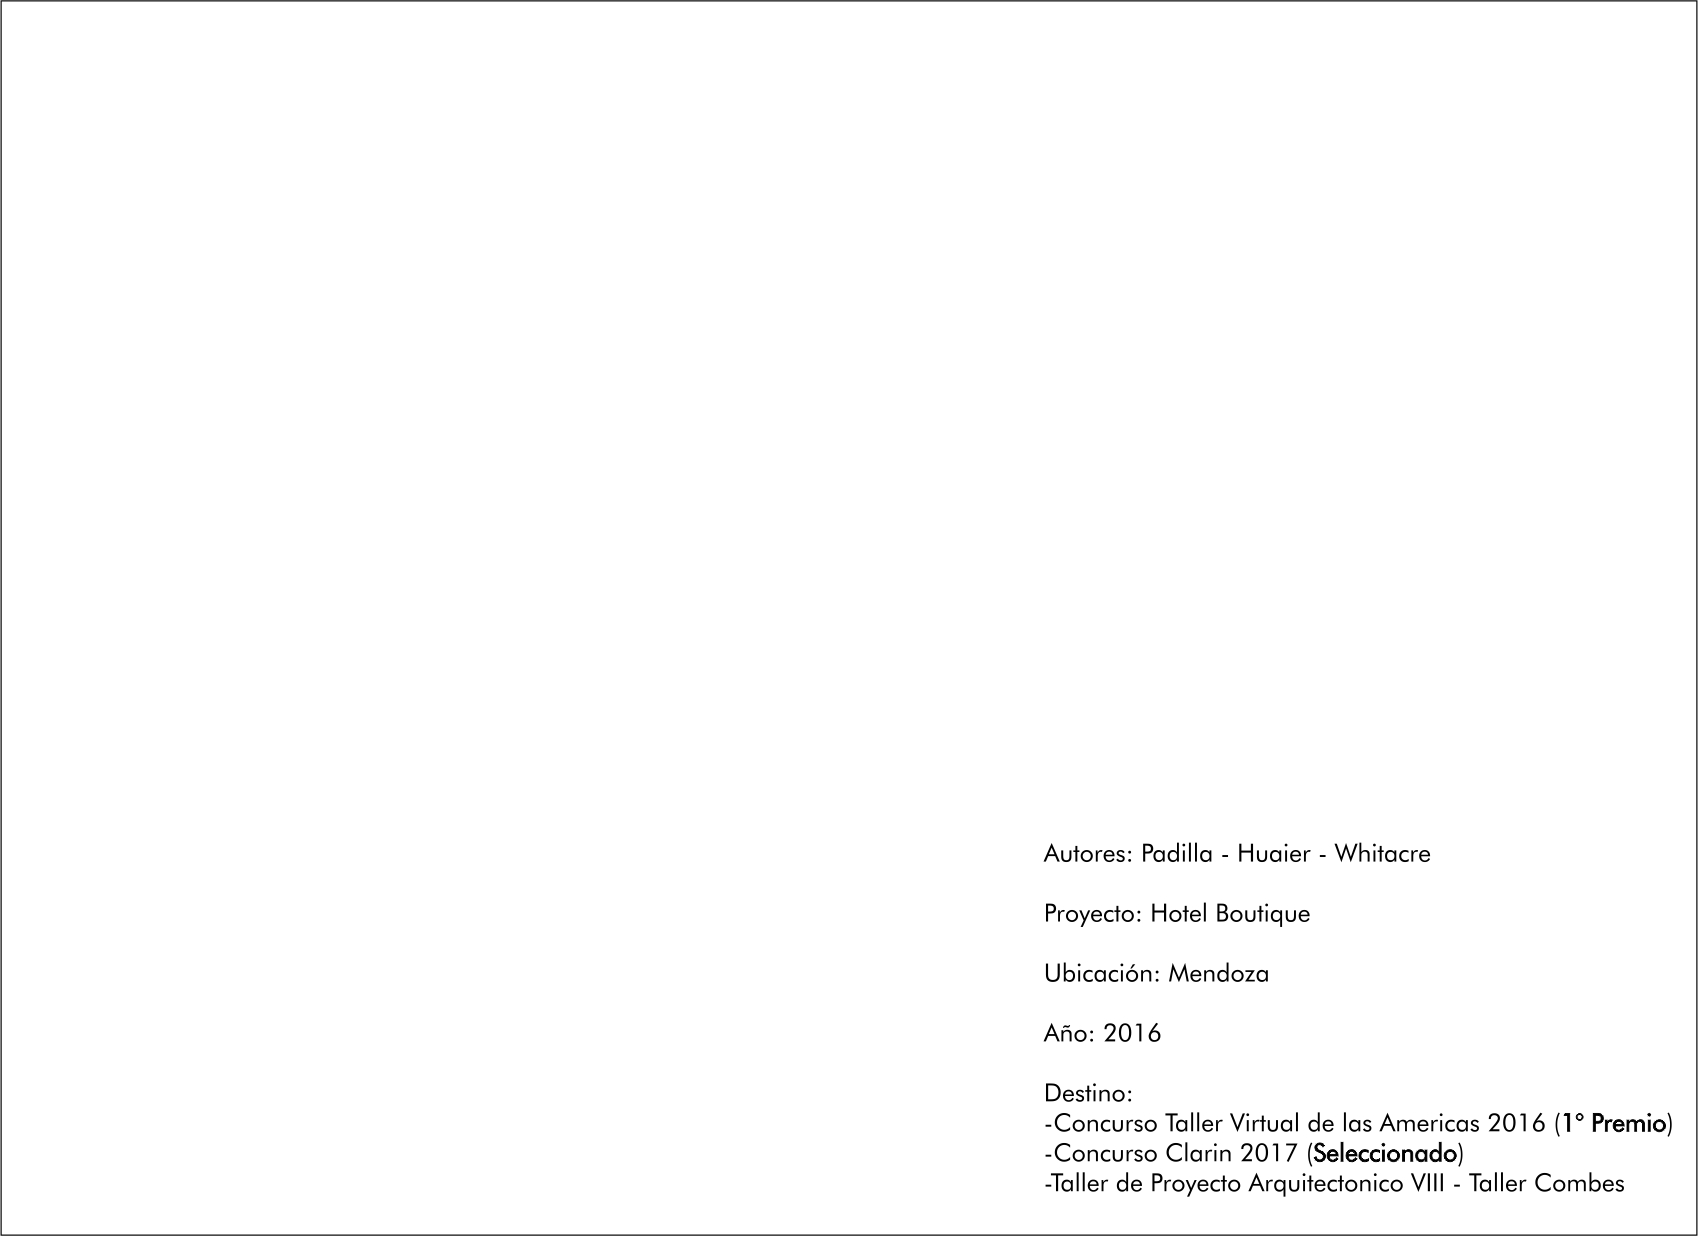 Autores: Padilla - Huaier - Whitacre
Proyecto: Hotel Boutique
Ubicación: Mendoza
Año: 2016
Destino:
-Concurso Taller Virtual de las Americas 2016 (1° Premio)
-Concurso Clarin 2017 (Seleccionado)
-Taller de Proyecto Arquitectonico VIII - Taller Combes